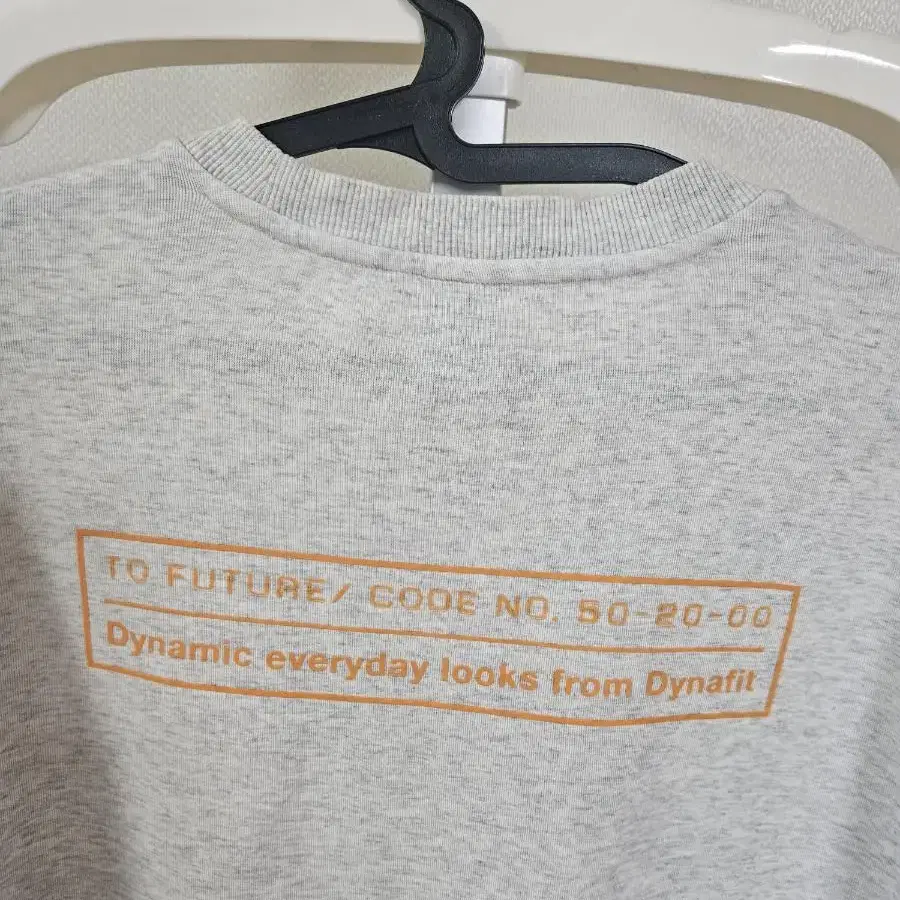 TO FUTURE/ CODE NO. 50-20-00
Dynamic everyday looks from Dynafit